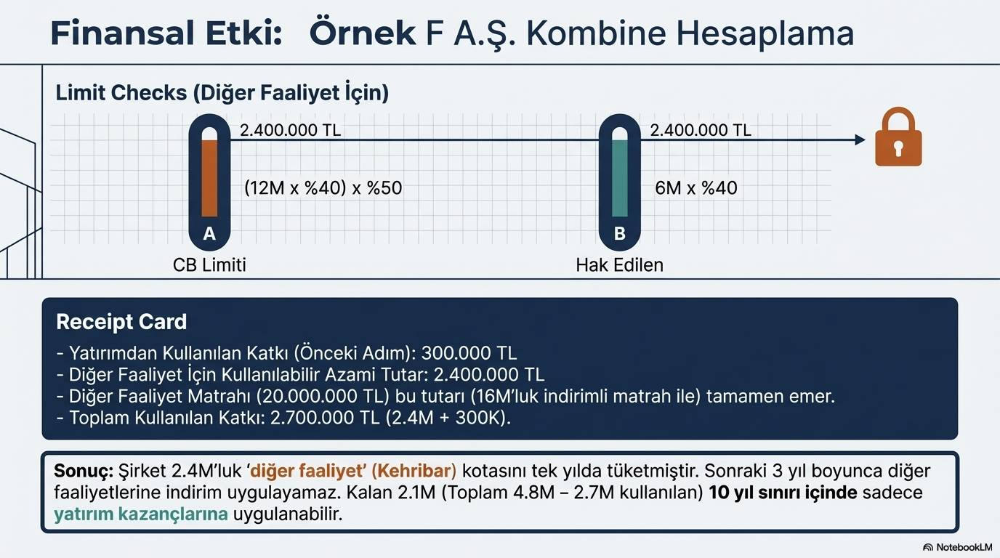 Finansal Etki: Örnek F A.Ş. Kombine Hesaplama
Limit Checks (Diğer Faaliyet İçin)
2.400.000 TL
2.400.000 TL
(12M x %40) x %50
6M x %40
A
B
CB Limiti
Hak Edilen
Receipt Card
- Yatırımdan Kullanılan Katkı (Önceki Adım): 300.000 TL
- Diğer Faaliyet İçin Kullanılabilir Azami Tutar: 2.400.000 TL
- Diğer Faaliyet Matrahı (20.000.000 TL) bu tutarı (16M’luk indirimli matrah ile) tamamen emer.
- Toplam Kullanılan Katkı: 2.700.000 TL (2.4M + 300K).
Sonuç: Şirket 2.4M’luk ‘diğer faaliyet’ (Kehribar) kotasını tek yılda tüketmiştir. Sonraki 3 yıl boyunca diğer
faaliyetlerine indirim uygulayamaz. Kalan 2.1M (Toplam 4.8M – 2.7M kullanılan) 10 yıl sınırı içinde sadece
yatırım kazançlarına uygulanabilir.
NotebookLM